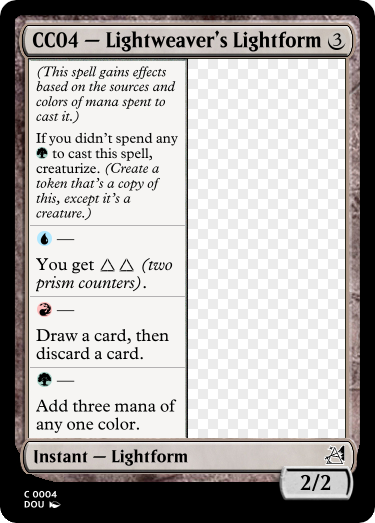 CC04 — Lightweaver's Lightform 3
(This spell gains effects
based on the sources and
colors of mana spent to
cast it.)
If you didn't spend any
to cast this spell,
creaturize. (Create a
token that's a copy of
this, except it's a
creature.)
—
You get △ △ (two
prism counters).
—
Draw a card, then
discard a card.
—
Add three mana of
any one color.
Instant — Lightform
2/2
C 0004
DOU